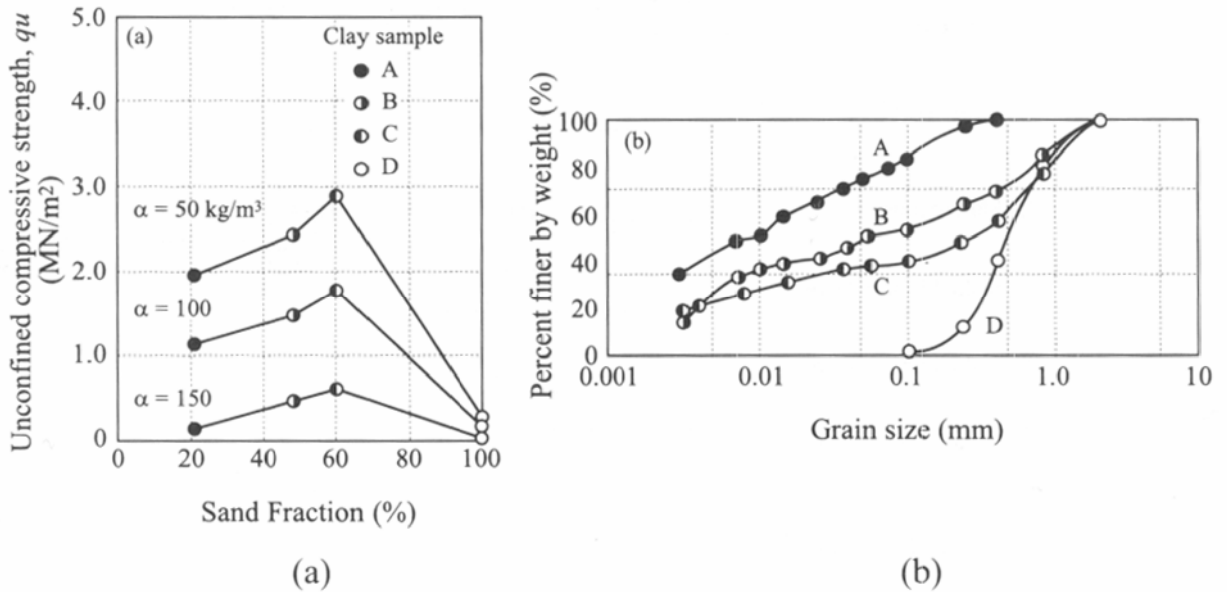 Unconfined compressive strength, qu
(MN/m²)
5.0
4.0
3.0
2.0
1.0
0
(a)
Clay sample
A
B
C
D
α = 50 kg/m³
α = 100
α = 150
0 20 40 60 80 100
Sand Fraction (%)
(a)
Percent finer by weight (%)
100
80
60
40
20
0
(b)
A
B
C
D
0.001 0.01 0.1 1.0 10
Grain size (mm)
(b)